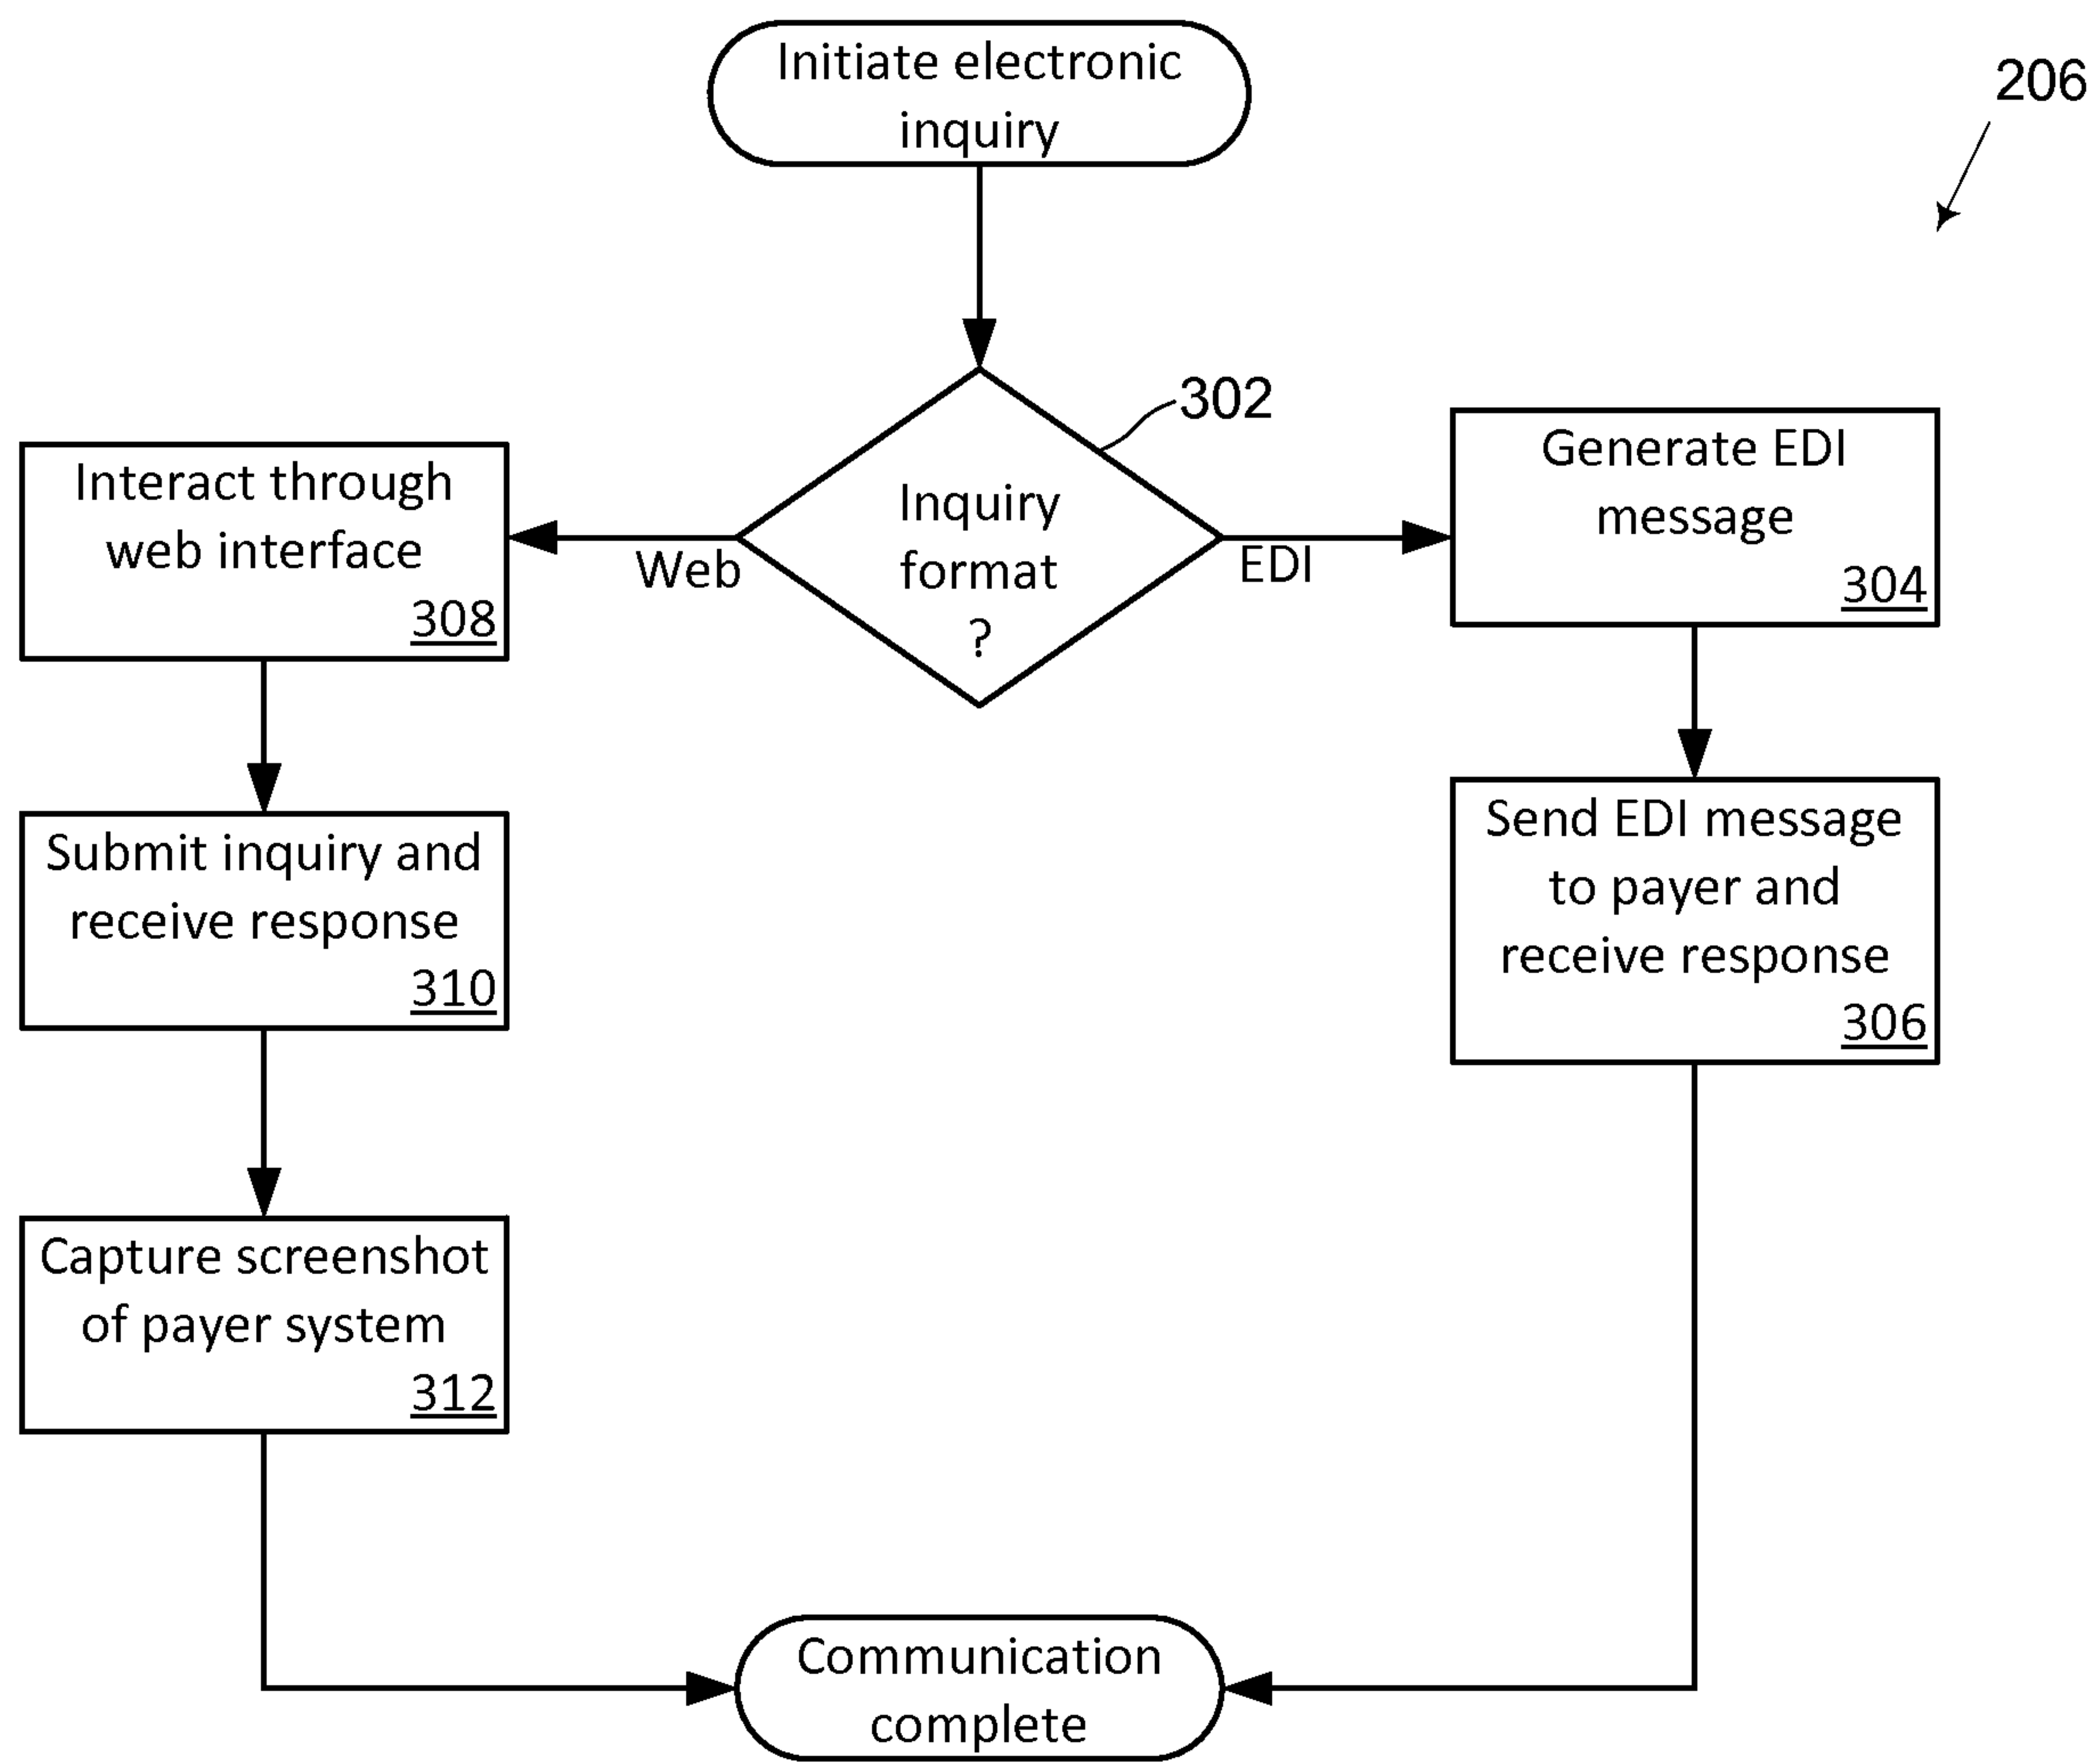 Initiate electronic
inquiry
206
302
Inquiry
format
?
Web
EDI
Interact through
web interface
308
Generate EDI
message
304
Submit inquiry and
receive response
310
Send EDI message
to payer and
receive response
306
Capture screenshot
of payer system
312
Communication
complete